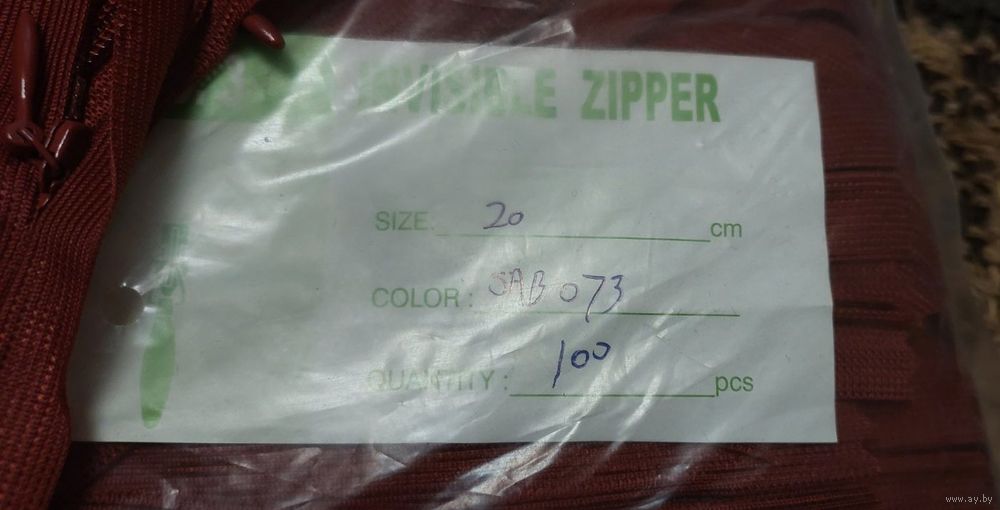 INVISIBLE ZIPPER
SIZE: 20 cm
COLOR: SAB 073
QUANTITY: 100 pcs
www.ay.by